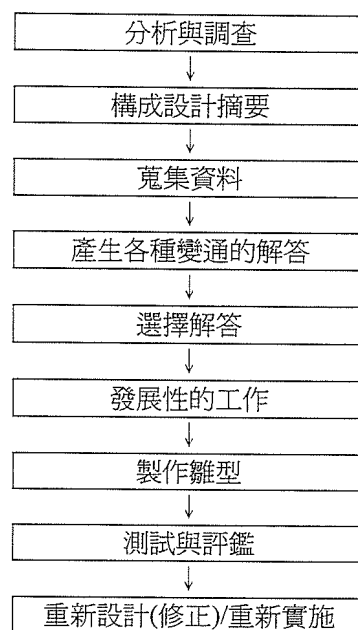 分析與調查
構成設計摘要
蒐集資料
產生各種變通的解答
選擇解答
發展性的工作
製作雛型
測試與評鑑
重新設計(修正)/重新實施